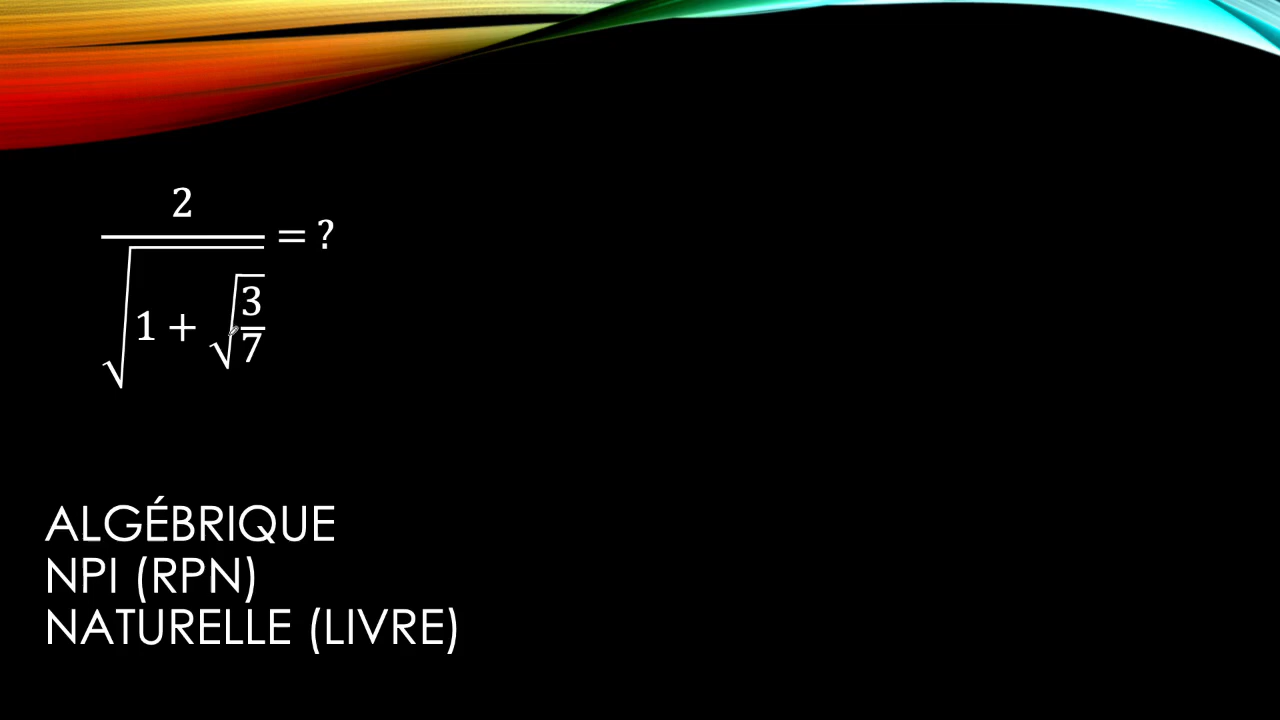 2 / √(1 + √(3/7)) = ?
ALGÉBRIQUE
NPI (RPN)
NATURELLE (LIVRE)